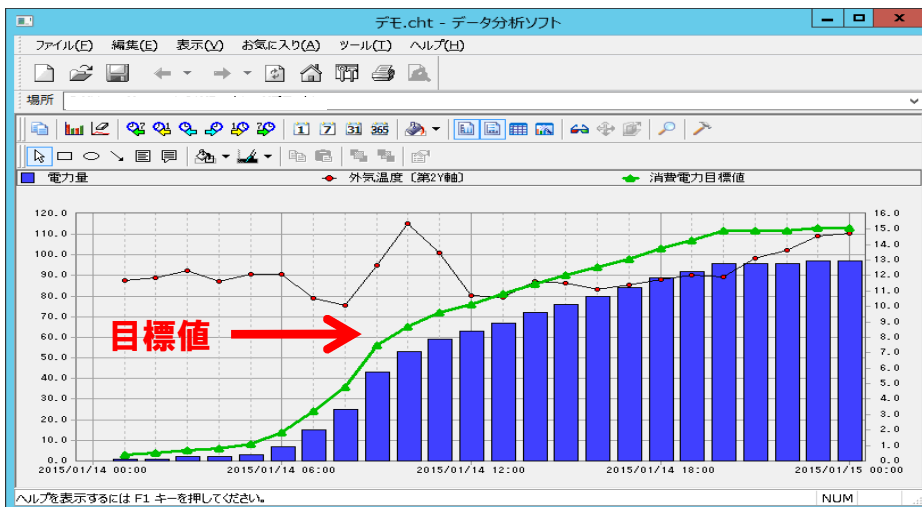 デモ.cht - データ分析ソフト
ファイル(F) 編集(E) 表示(V) お気に入り(A) ツール(T) ヘルプ(H)
場所
1 7 31 365
電力量 外気温度 [第2Y軸] 消費電力目標値
120.0 16.0
110.0 15.0
100.0 14.0
90.0 13.0
80.0 12.0
70.0 11.0
60.0 10.0
50.0 9.0
40.0 8.0
30.0 7.0
20.0 6.0
10.0 5.0
0.0 4.0
3.0
2.0
1.0
0.0
目標値
2015/01/14 00:00 2015/01/14 06:00 2015/01/14 12:00 2015/01/14 18:00 2015/01/15 00:00
ヘルプを表示するには F1 キーを押してください。 NUM